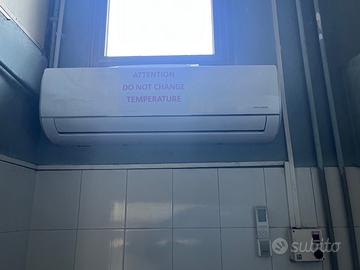 ATTENTION
DO NOT CHANGE
TEMPERATURE
subito